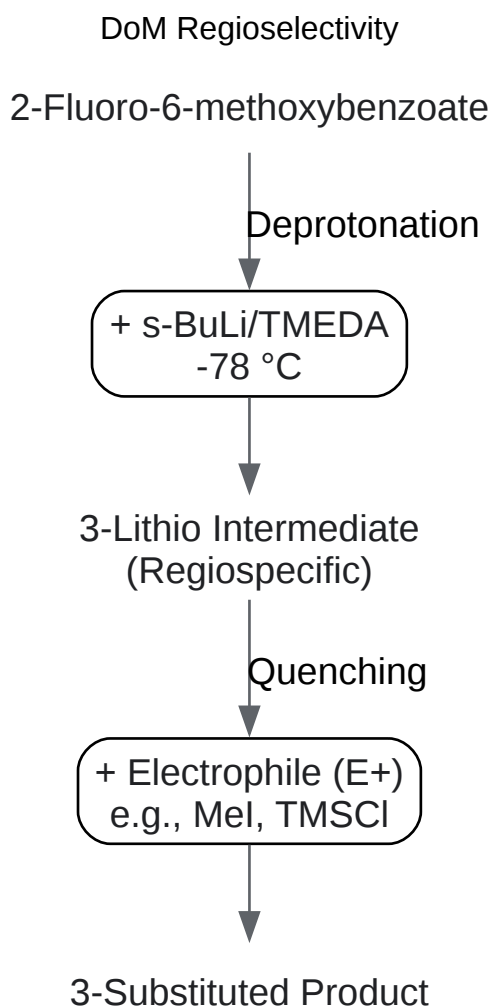 DoM Regioselectivity
2-Fluoro-6-methoxybenzoate
Deprotonation
+ s-BuLi/TMEDA
-78 °C
3-Lithio Intermediate
(Regiospecific)
Quenching
+ Electrophile (E+)
e.g., MeI, TMSCl
3-Substituted Product